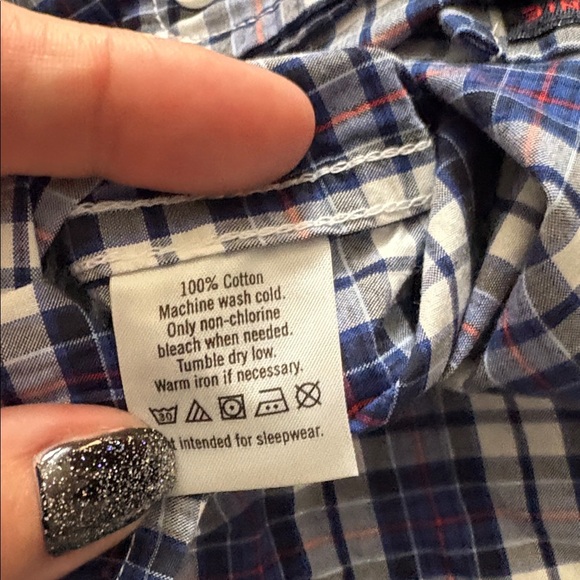 100% Cotton
Machine wash cold.
Only non-chlorine
bleach when needed.
Tumble dry low.
Warm iron if necessary.
30
intended for sleepwear.